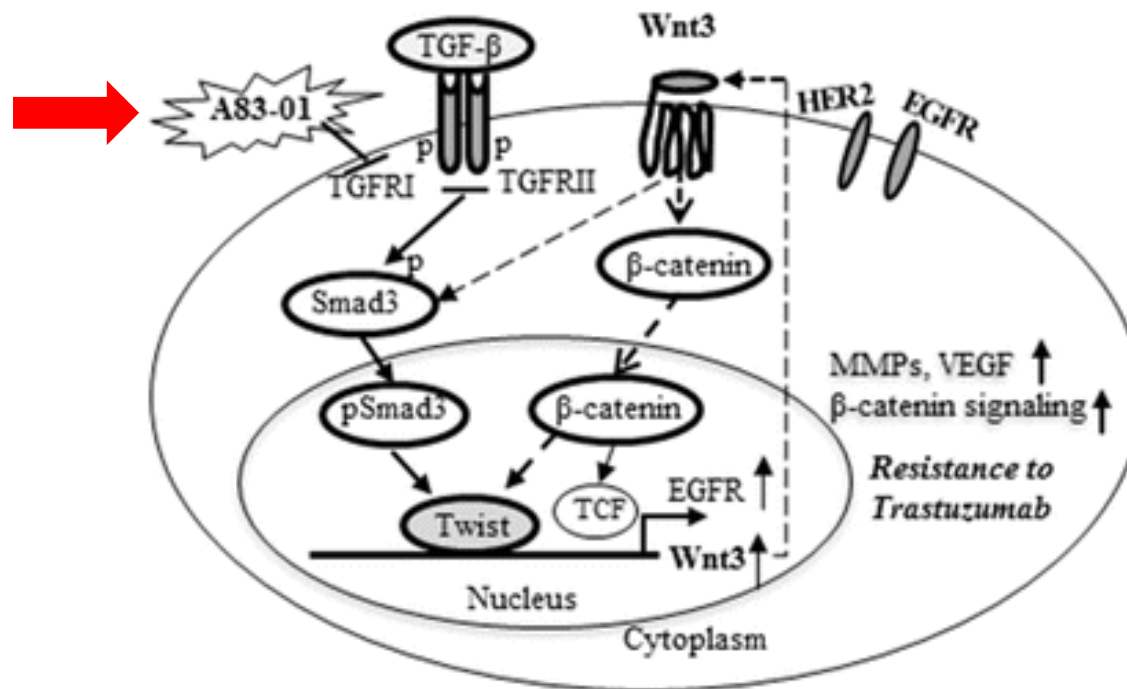 Wnt3
TGF-β
A83-01
HER2
EGFR
p
p
TGFRI
TGFRII
β-catenin
p
Smad3
MMPs, VEGF
β-catenin signaling
pSmad3
β-catenin
Resistance to
Trastuzumab
EGFR
TCF
Twist
Wnt3
Nucleus
Cytoplasm